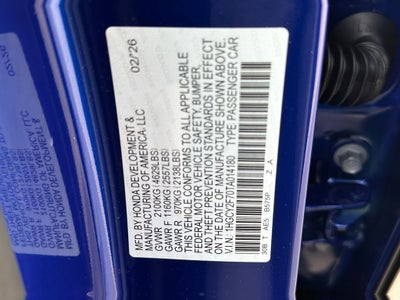 02/26
MFD. BY HONDA DEVELOPMENT &
MANUFACTURING OF AMERICA, LLC
GVWR 2100KG (4629LBS)
GAWR F 1160KG (2557LBS)
GAWR R 970KG (2138LBS)
THIS VEHICLE CONFORMS TO ALL APPLICABLE
FEDERAL MOTOR VEHICLE SAFETY, BUMPER,
AND THEFT PREVENTION STANDARDS IN EFFECT
ON THE DATE OF MANUFACTURE SHOWN ABOVE.
V.I.N.: 1HGCY2F70TA014180 TYPE PASSENGER CAR